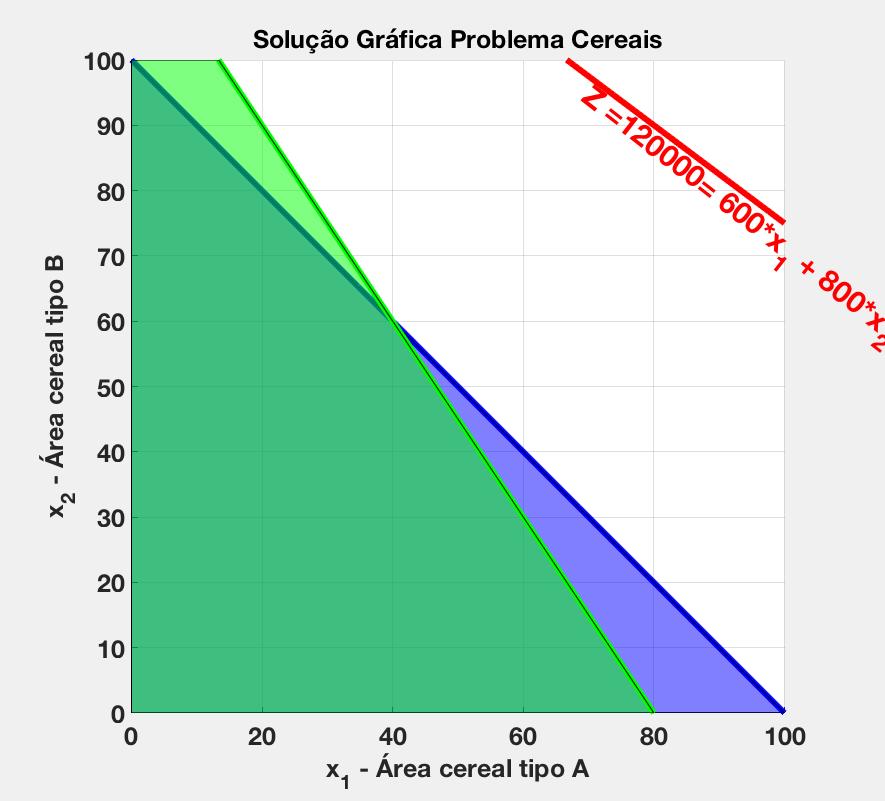 Solução Gráfica Problema Cereais
100
90
80
70
60
50
40
30
20
10
0
x₂ - Área cereal tipo B
Z =120000= 600*x₁ + 800*x₂
0 20 40 60 80 100
x₁ - Área cereal tipo A